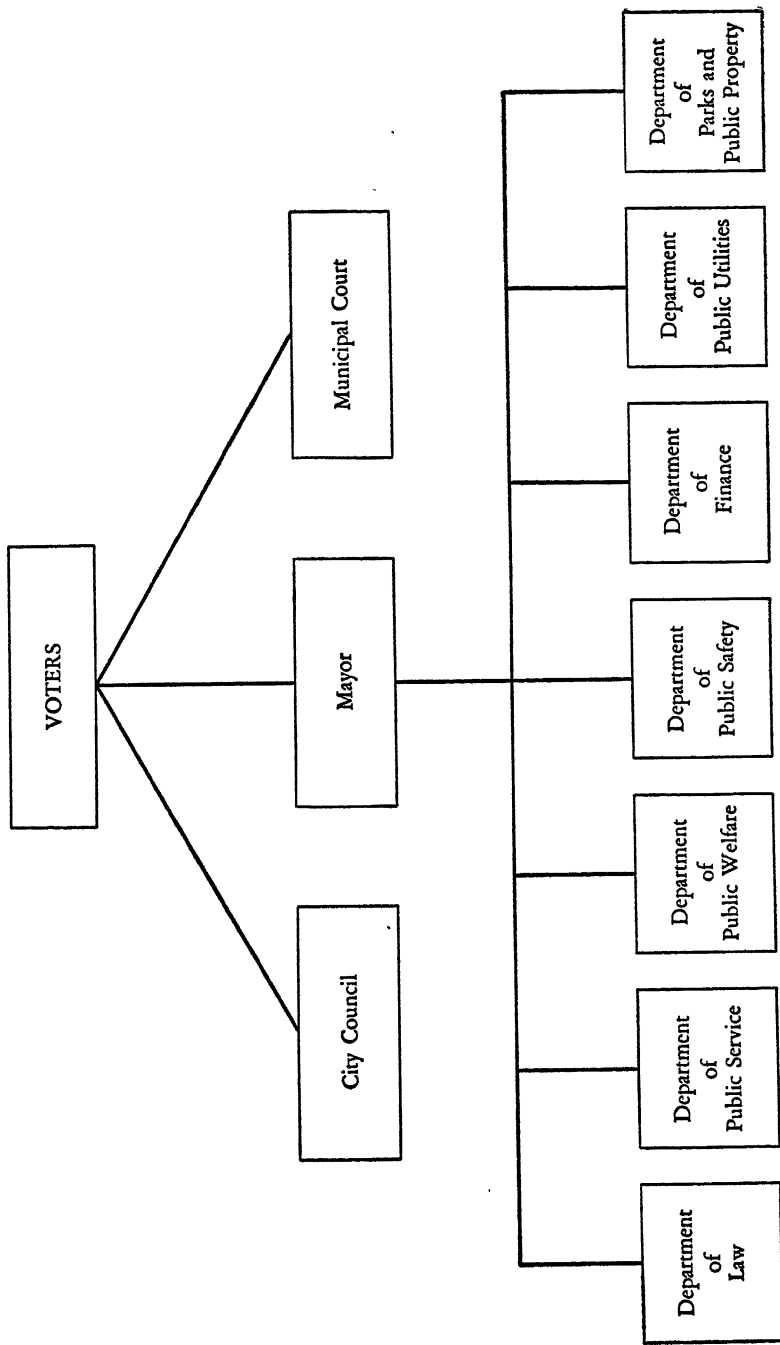 VOTERS
City Council
Mayor
Municipal Court
Department
of
Law
Department
of
Public Service
Department
of
Public Welfare
Department
of
Public Safety
Department
of
Finance
Department
of
Public Utilities
Department
of
Parks and
Public Property